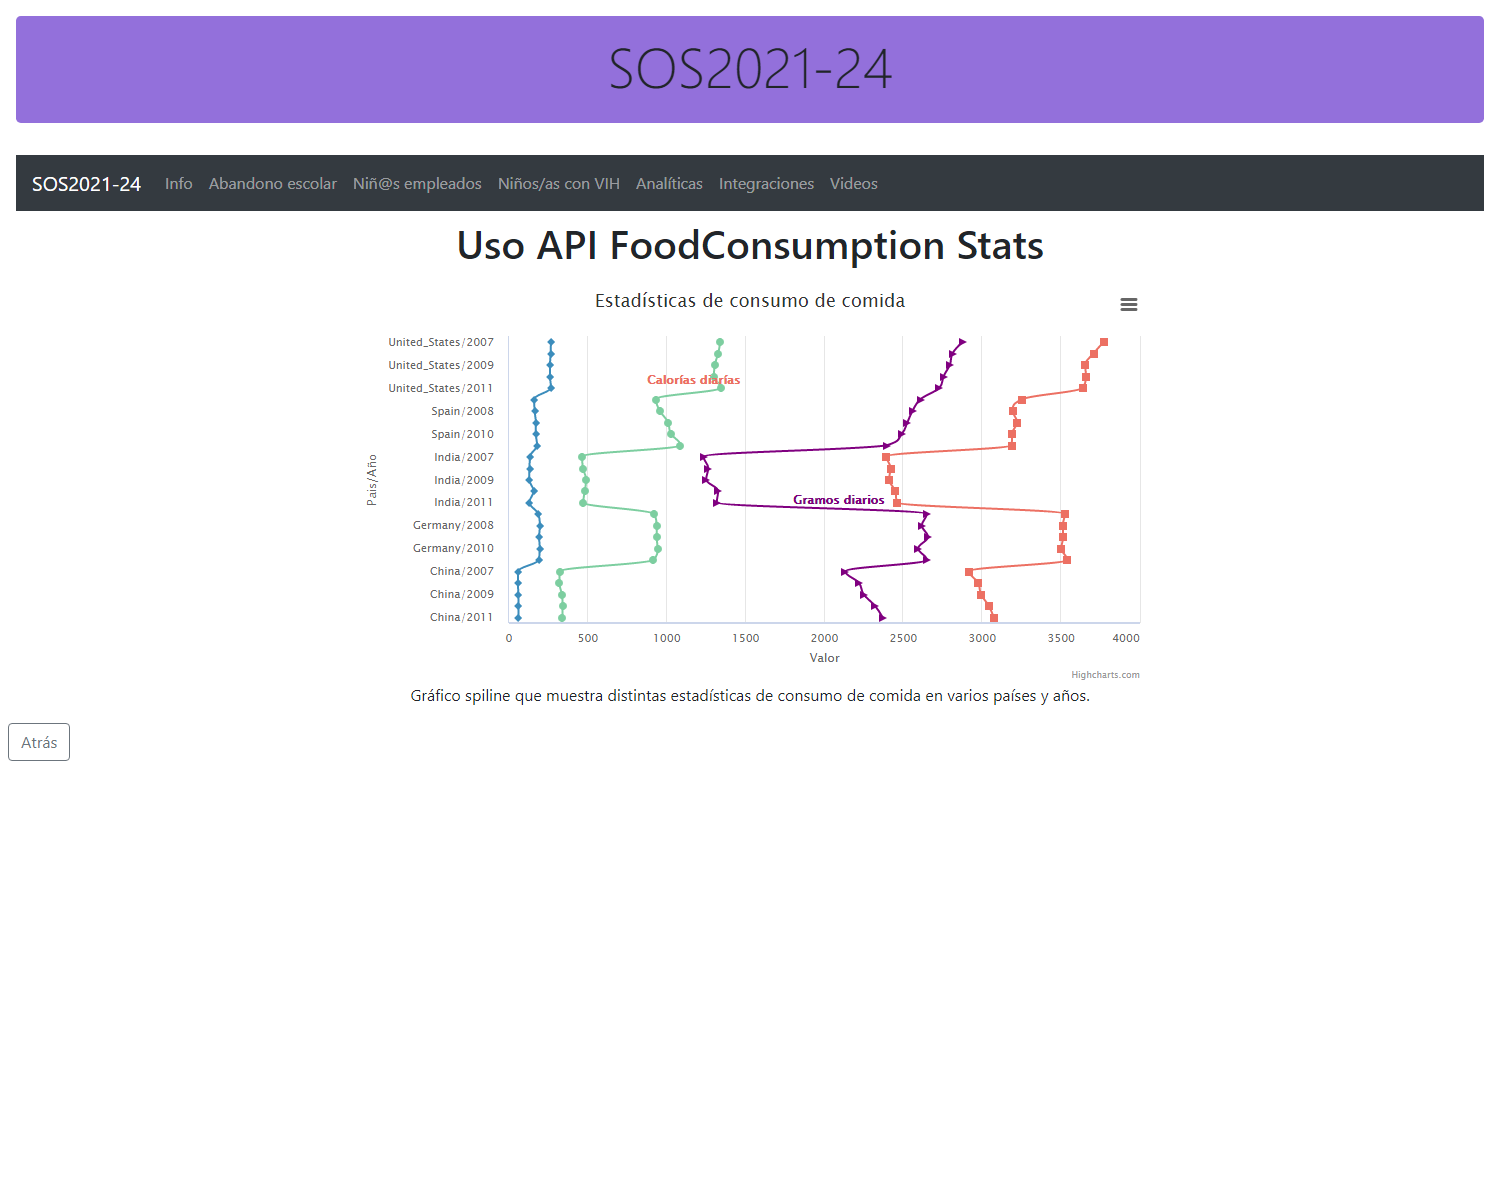 SOS2021-24
SOS2021-24 Info Abandono escolar Niñ@s empleados Niños/as con VIH Analíticas Integraciones Videos
Uso API FoodConsumption Stats
Estadísticas de consumo de comida
United_States/2007
United_States/2009
Calorías diarías
United_States/2011
Spain/2008
Spain/2010
India/2007
Pais/Año
India/2009
Gramos diarios
India/2011
Germany/2008
Germany/2010
China/2007
China/2009
China/2011
0 500 1000 1500 2000 2500 3000 3500 4000
Valor
Highcharts.com
Gráfico spiline que muestra distintas estadísticas de consumo de comida en varios países y años.
Atrás